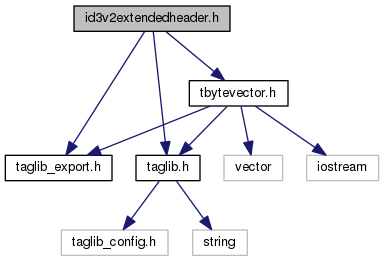 id3v2extendedheader.h
tbytevector.h
taglib_export.h
taglib.h
vector
iostream
taglib_config.h
string